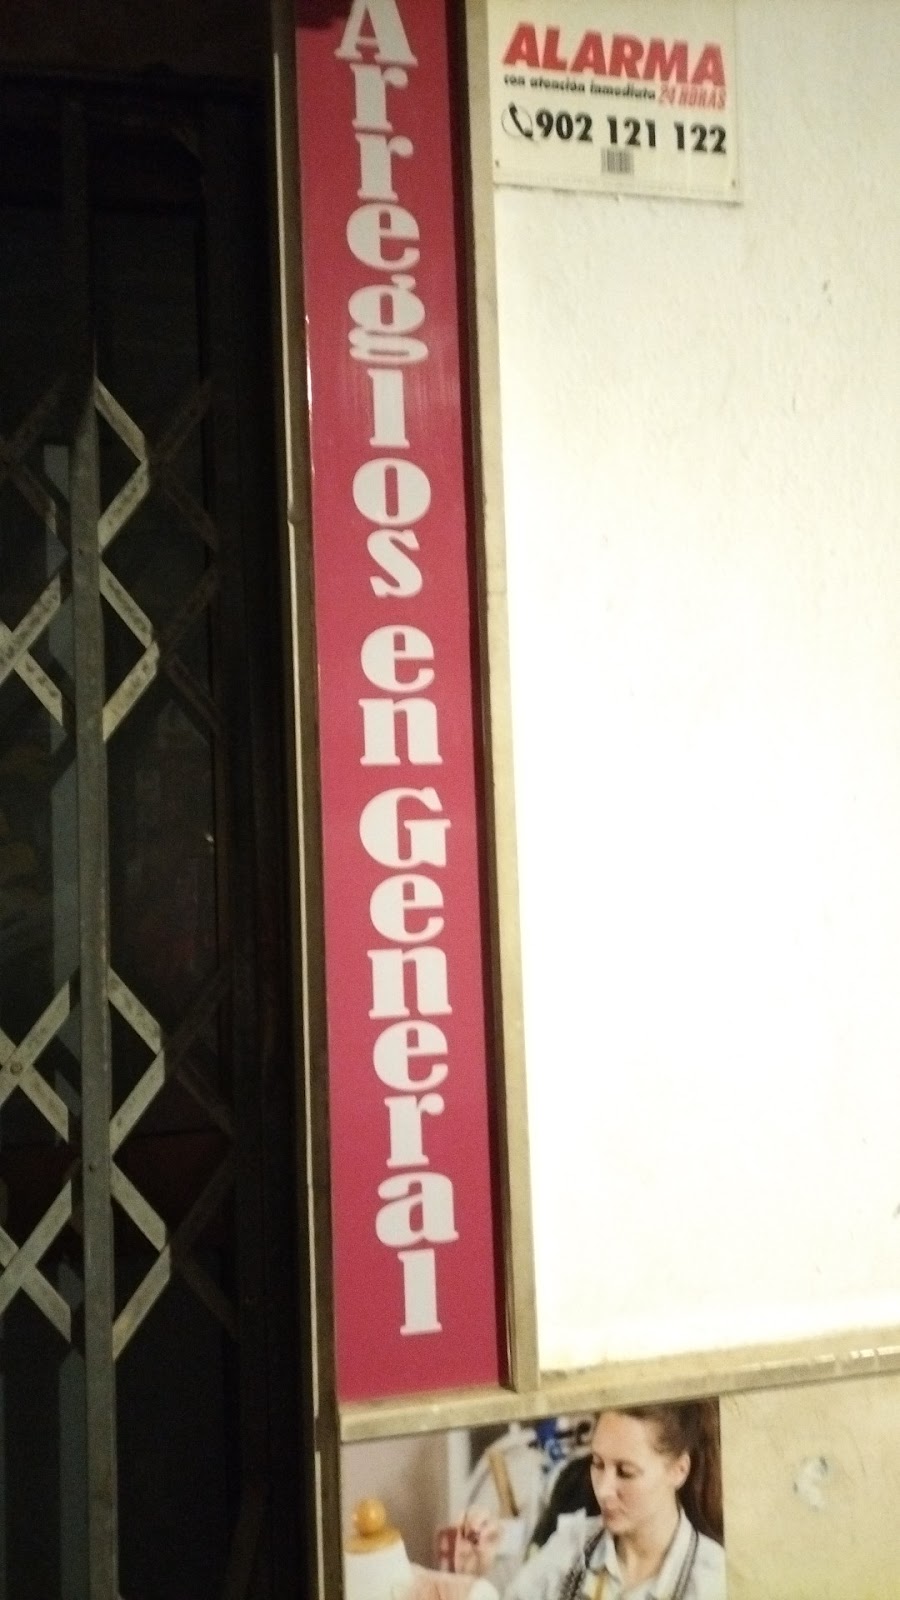 Arreglos en General
ALARMA
con atención inmediata 24 HORAS
902 121 122